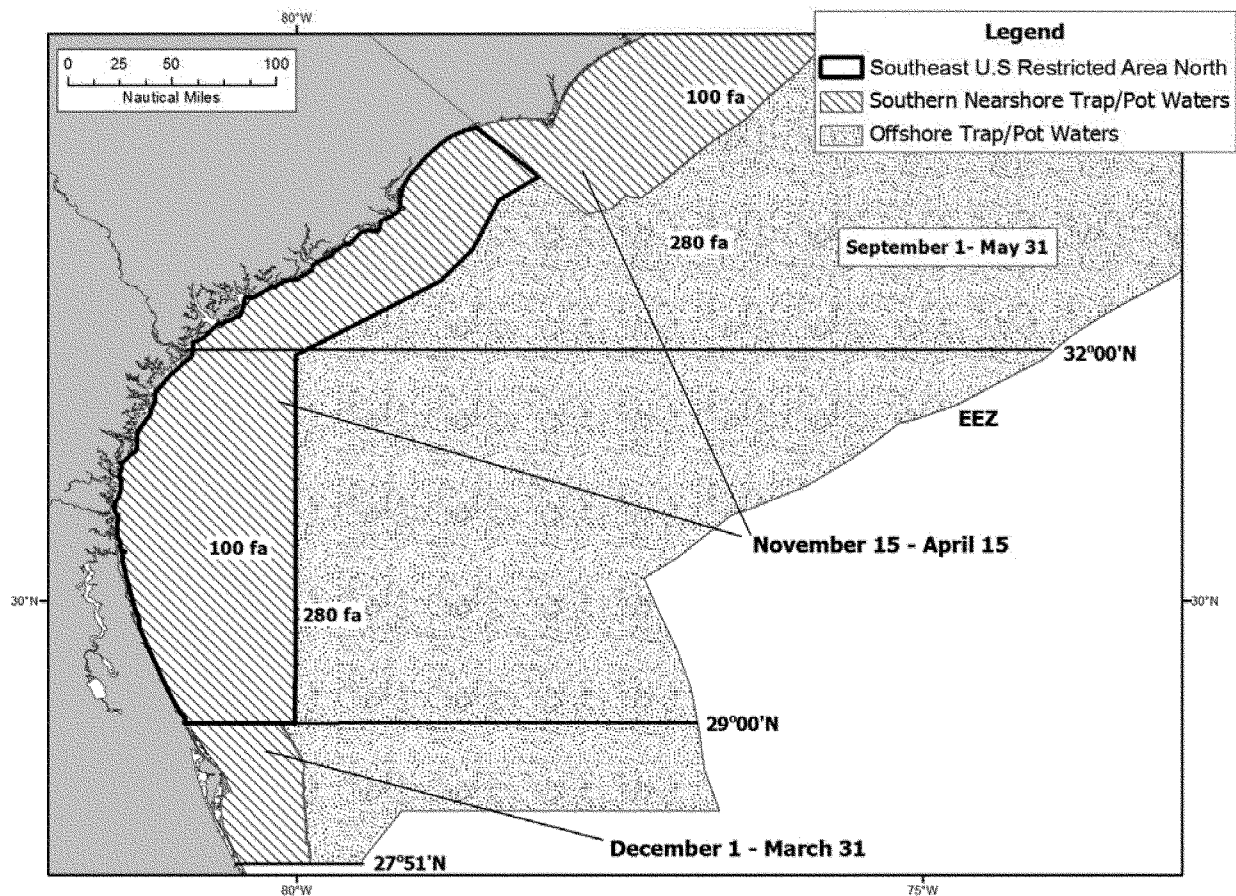 80°W
0 25 50 100
Nautical Miles
Legend
Southeast U.S Restricted Area North
Southern Nearshore Trap/Pot Waters
Offshore Trap/Pot Waters
100 fa
280 fa
September 1- May 31
32°00'N
EEZ
November 15 - April 15
100 fa
30°N
280 fa
30°N
29°00'N
December 1 - March 31
27°51'N
80°W
75°W